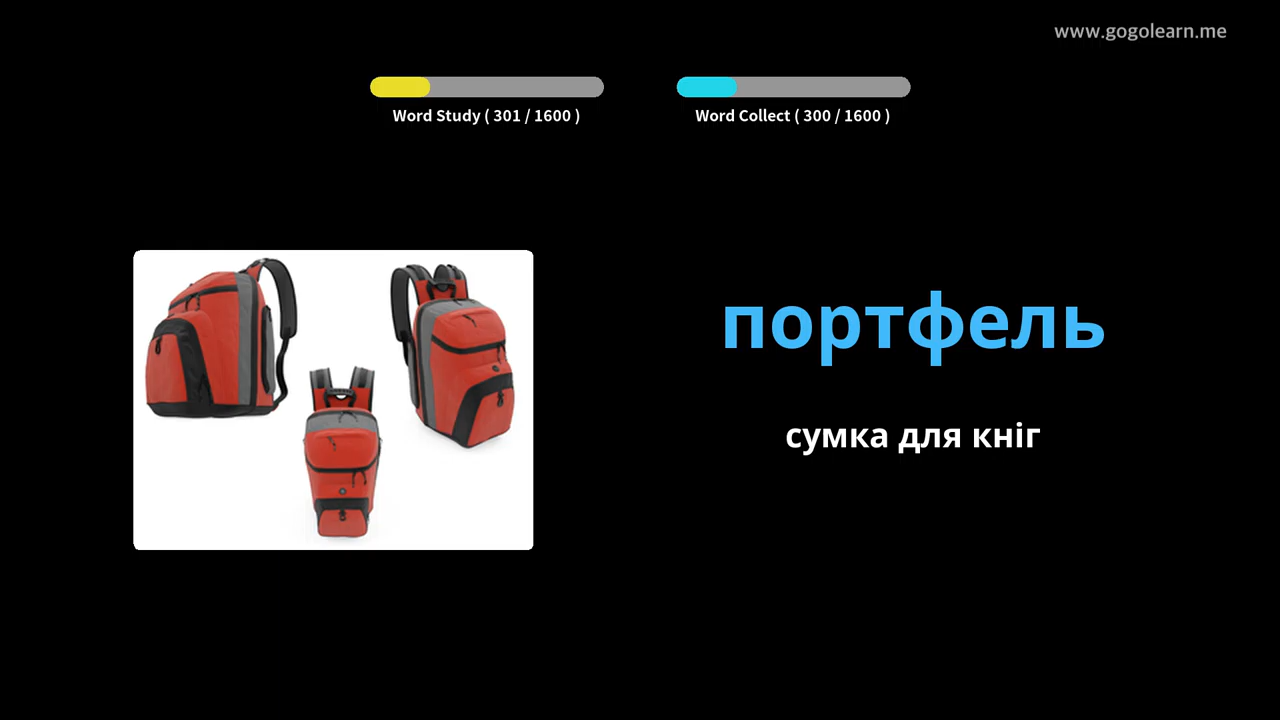 www.gogolearn.me
Word Study ( 301 / 1600 )
Word Collect ( 300 / 1600 )
портфель
сумка для кніг